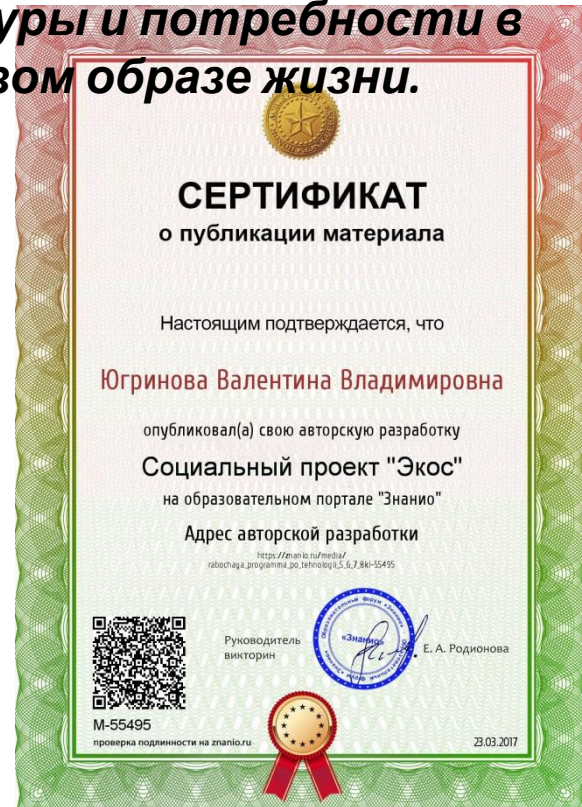 уры и потребности в
вом образе жизни.
СЕРТИФИКАТ
о публикации материала
Настоящим подтверждается, что
Югринова Валентина Владимировна
опубликовал(а) свою авторскую разработку
Социальный проект "Экос"
на образовательном портале "Знанио"
Адрес авторской разработки
https://znanio.ru/media/
rabochaya_programma_po_tehnologii_5_6_7_8kl-55495
Руководитель
викторин
«Знанио»
Е. А. Родионова
M-55495
проверка подлинности на znanio.ru
23.03.2017